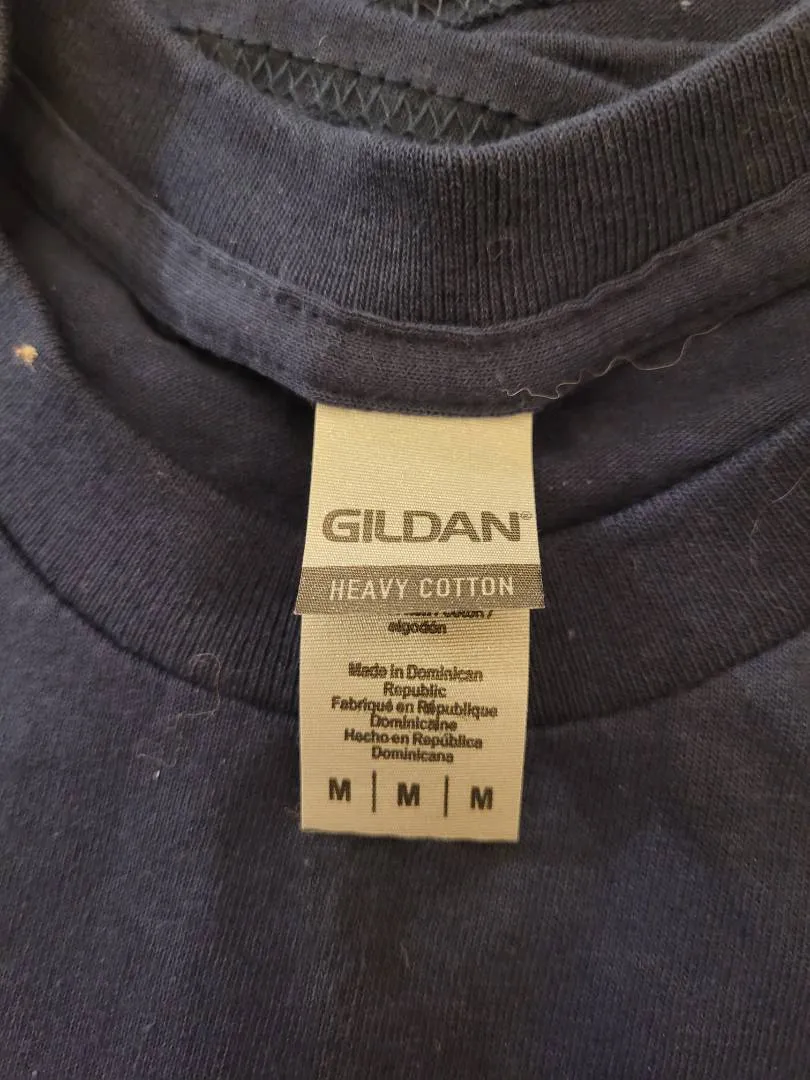 GILDAN®
HEAVY COTTON
algodón
Made in Dominican
Republic
Fabriqué en République
Dominicaine
Hecho en República
Dominicana
M | M | M